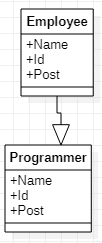 Employee
+Name
+Id
+Post
Programmer
+Name
+Id
+Post